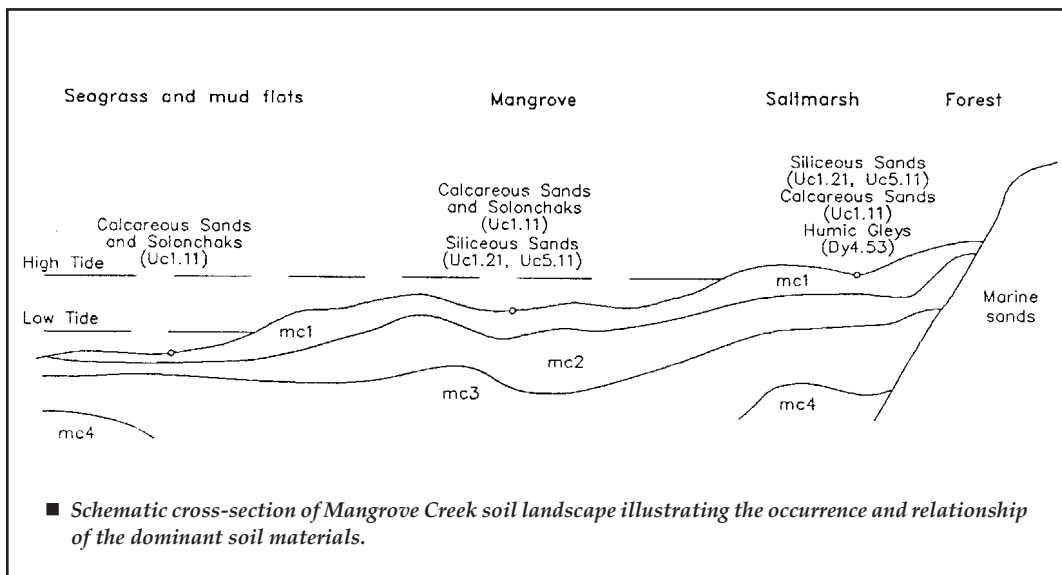 Seagrass and mud flats
Mangrove
Saltmarsh
Forest
Siliceous Sands
(Uc1.21, Uc5.11)
Calcareous Sands
(Uc1.11)
Humic Gleys
(Dy4.53)
Calcareous Sands
and Solonchaks
(Uc1.11)
Siliceous Sands
(Uc1.21, Uc5.11)
Calcareous Sands
and Solonchaks
(Uc1.11)
High Tide
Low Tide
mc1
mc1
mc2
mc3
mc4
mc4
Marine
sands
■ Schematic cross-section of Mangrove Creek soil landscape illustrating the occurrence and relationship
of the dominant soil materials.